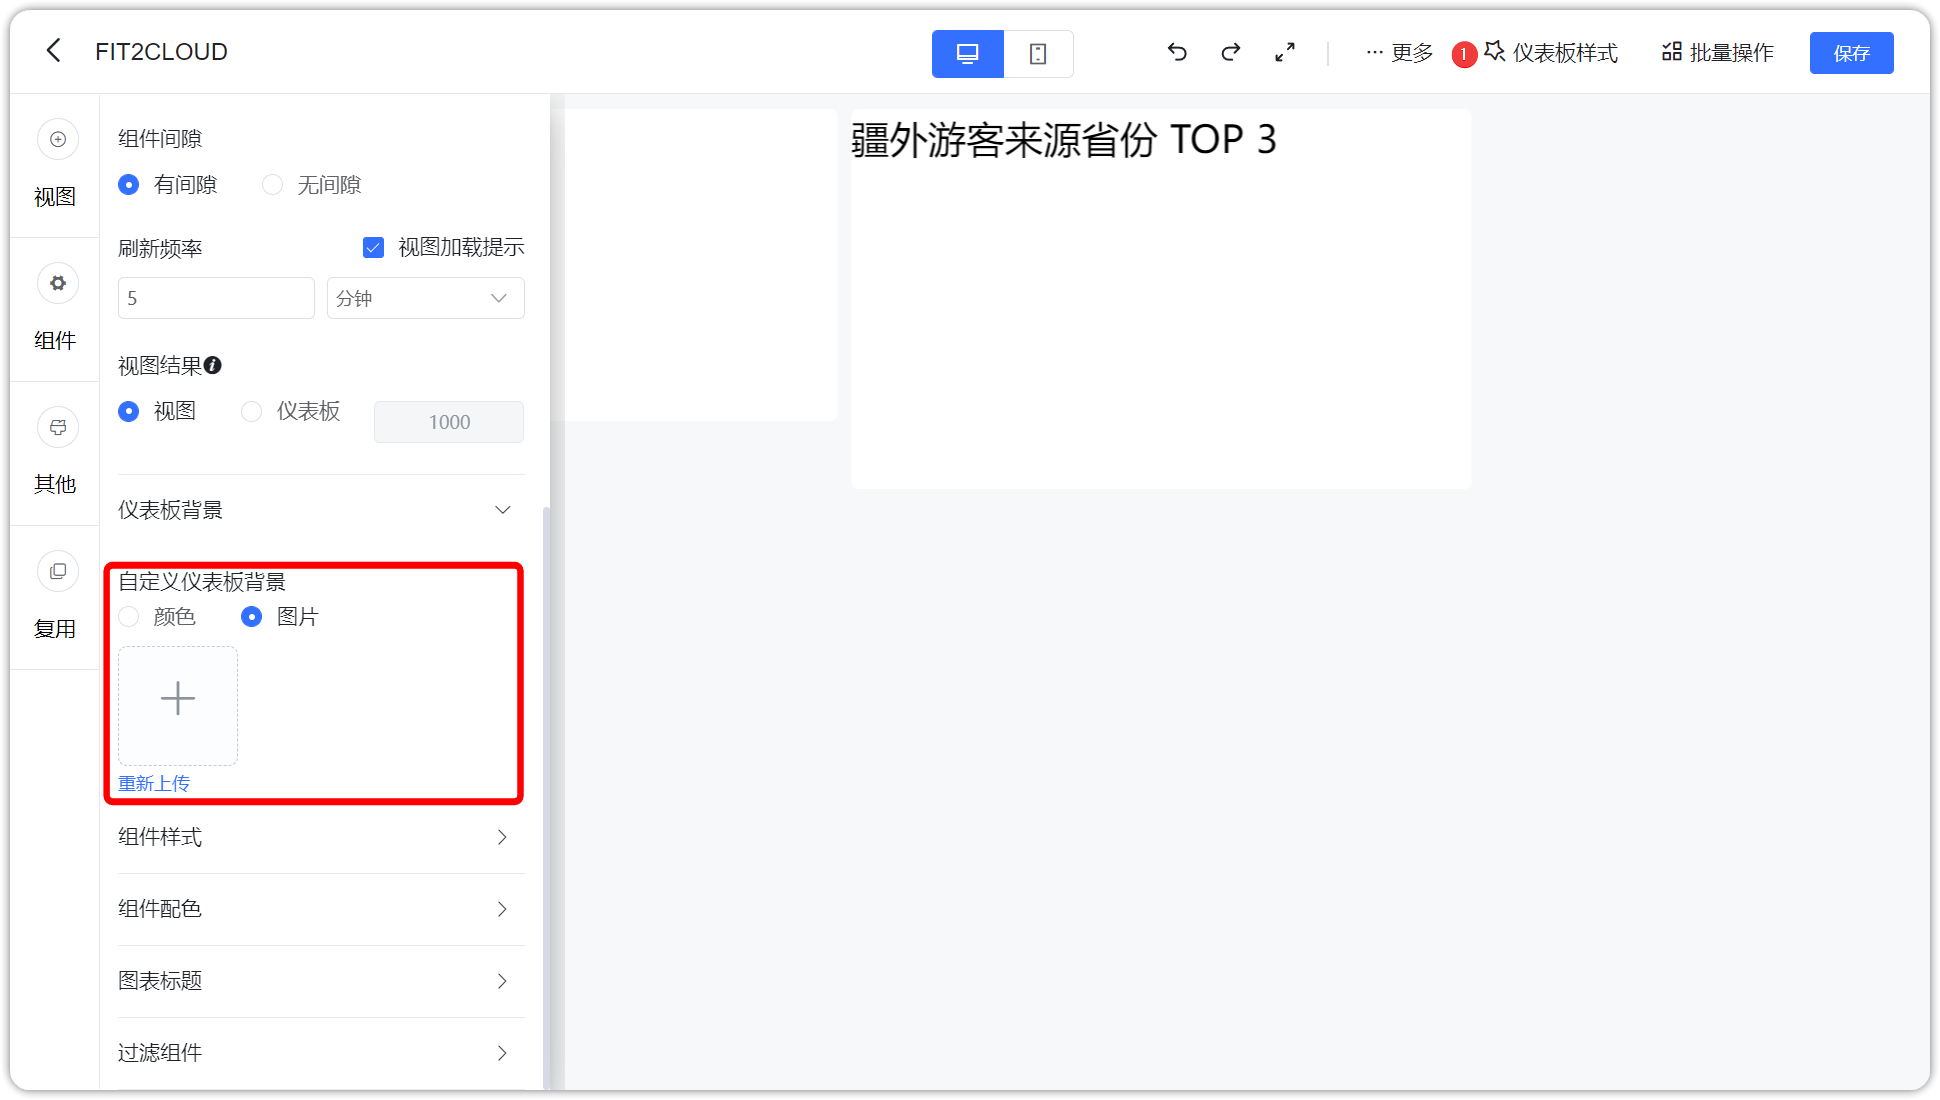 FIT2CLOUD
更多
1
仪表板样式
批量操作
保存
视图
组件
其他
复用
组件间隙
有间隙
无间隙
刷新频率
视图加载提示
5
分钟
视图结果
视图
仪表板
1000
仪表板背景
自定义仪表板背景
颜色
图片
重新上传
组件样式
组件配色
图表标题
过滤组件
疆外游客来源省份 TOP 3